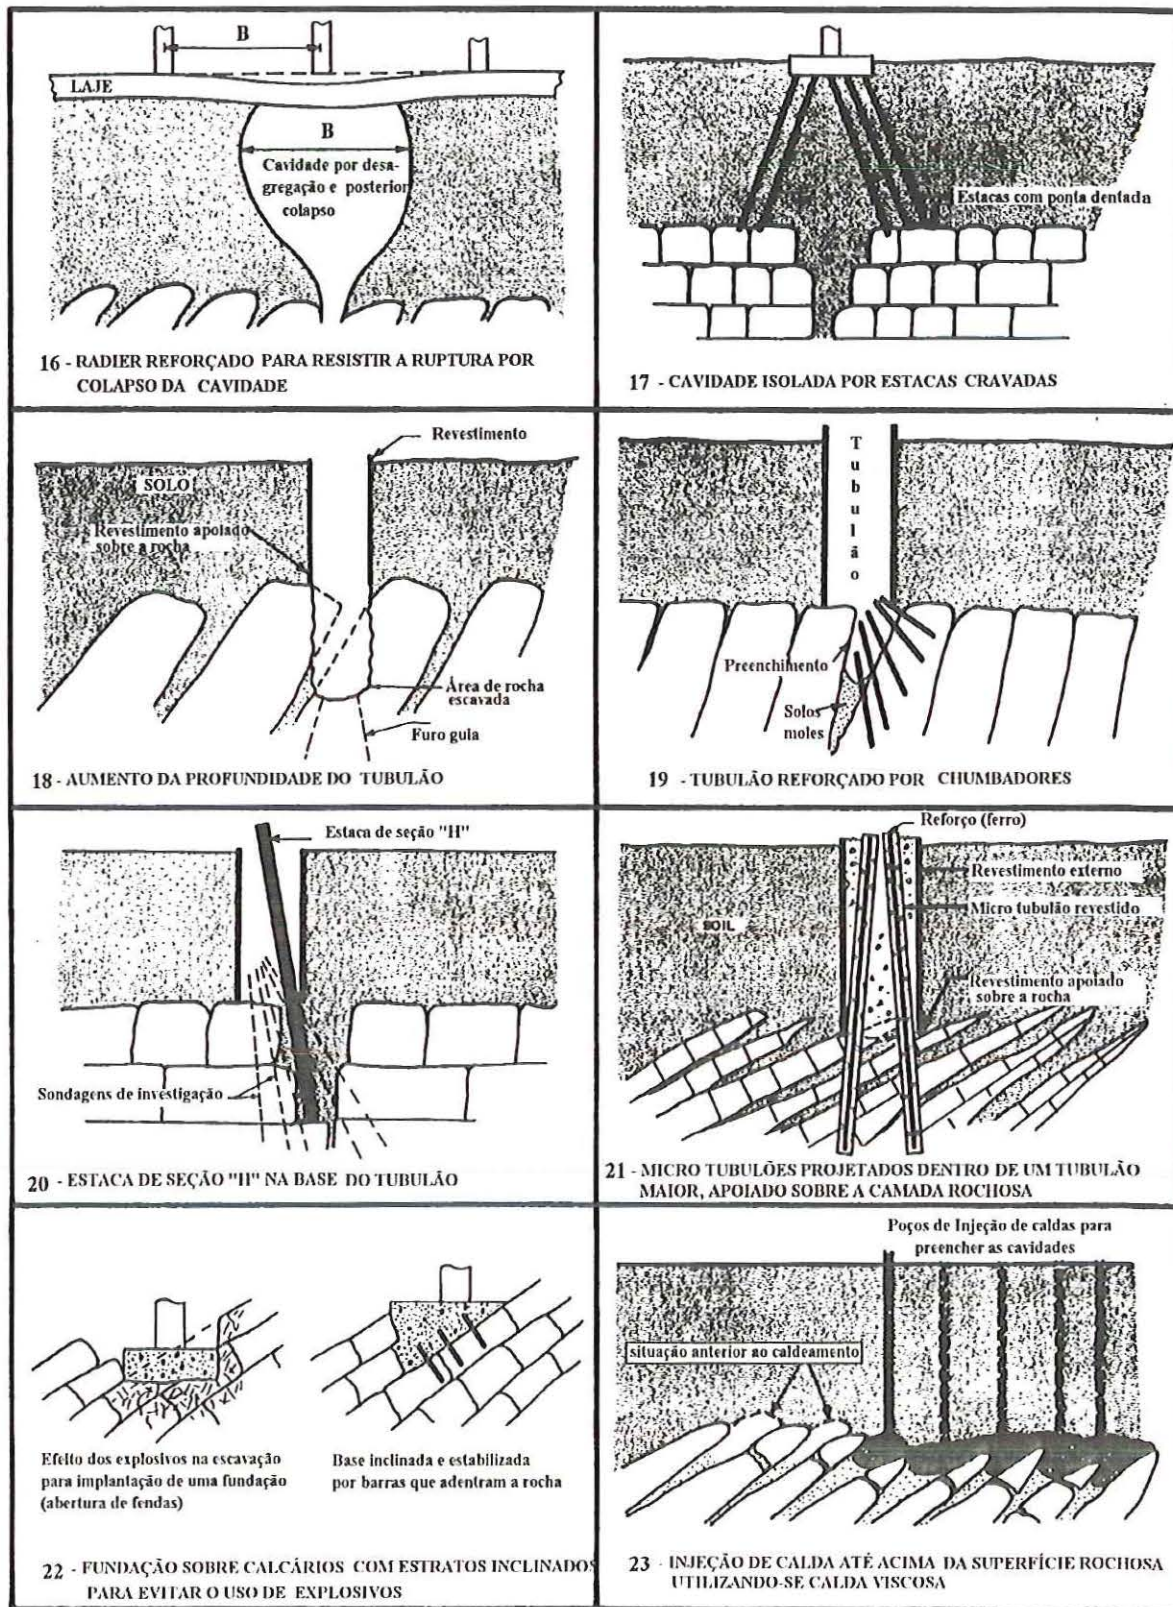 B
LAJE
B
Cavidade por desa-
gregação e posterior
colapso
16 - RADIER REFORÇADO PARA RESISTIR A RUPTURA POR
COLAPSO DA CAVIDADE
Estacas com ponta dentada
17 - CAVIDADE ISOLADA POR ESTACAS CRAVADAS
Revestimento
SOLO
Revestimento apoiado
sobre a rocha
Área de rocha
escavada
Furo guia
18 - AUMENTO DA PROFUNDIDADE DO TUBULÃO
Tubulão
Preenchimento
Solos
moles
19 - TUBULÃO REFORÇADO POR CHUMBADORES
Estaca de seção "H"
Sondagens de investigação
20 - ESTACA DE SEÇÃO "H" NA BASE DO TUBULÃO
Reforço (ferro)
Revestimento externo
Micro tubulão revestido
SOIL
Revestimento apoiado
sobre a rocha
21 - MICRO TUBULÕES PROJETADOS DENTRO DE UM TUBULÃO
MAIOR, APOIADO SOBRE A CAMADA ROCHOSA
Efeito dos explosivos na escavação
para implantação de uma fundação
(abertura de fendas)
Base inclinada e estabilizada
por barras que adentram a rocha
22 - FUNDAÇÃO SOBRE CALCÁRIOS COM ESTRATOS INCLINADOS
PARA EVITAR O USO DE EXPLOSIVOS
Poços de Injeção de caldas para
preencher as cavidades
situação anterior ao caldeamento
23 - INJEÇÃO DE CALDA ATÉ ACIMA DA SUPERFÍCIE ROCHOSA
UTILIZANDO-SE CALDA VISCOSA